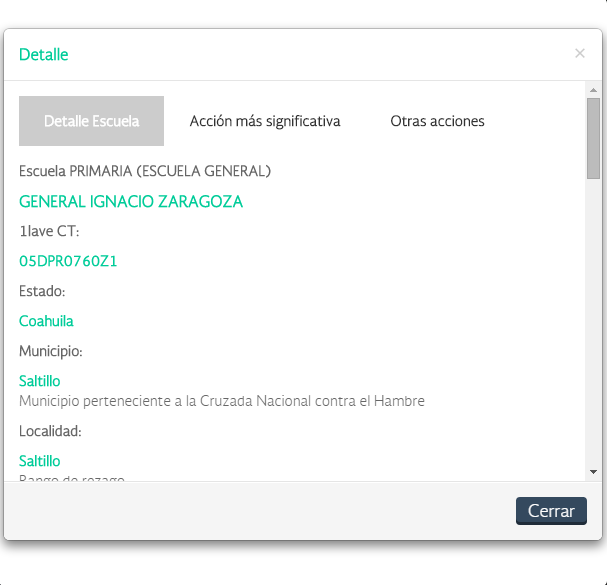 Detalle
×
Detalle Escuela Acción más significativa Otras acciones
Escuela PRIMARIA (ESCUELA GENERAL)
GENERAL IGNACIO ZARAGOZA
1lave CT:
05DPR0760Z1
Estado:
Coahuila
Municipio:
Saltillo
Municipio perteneciente a la Cruzada Nacional contra el Hambre
Localidad:
Saltillo
Rango de rezago
Cerrar